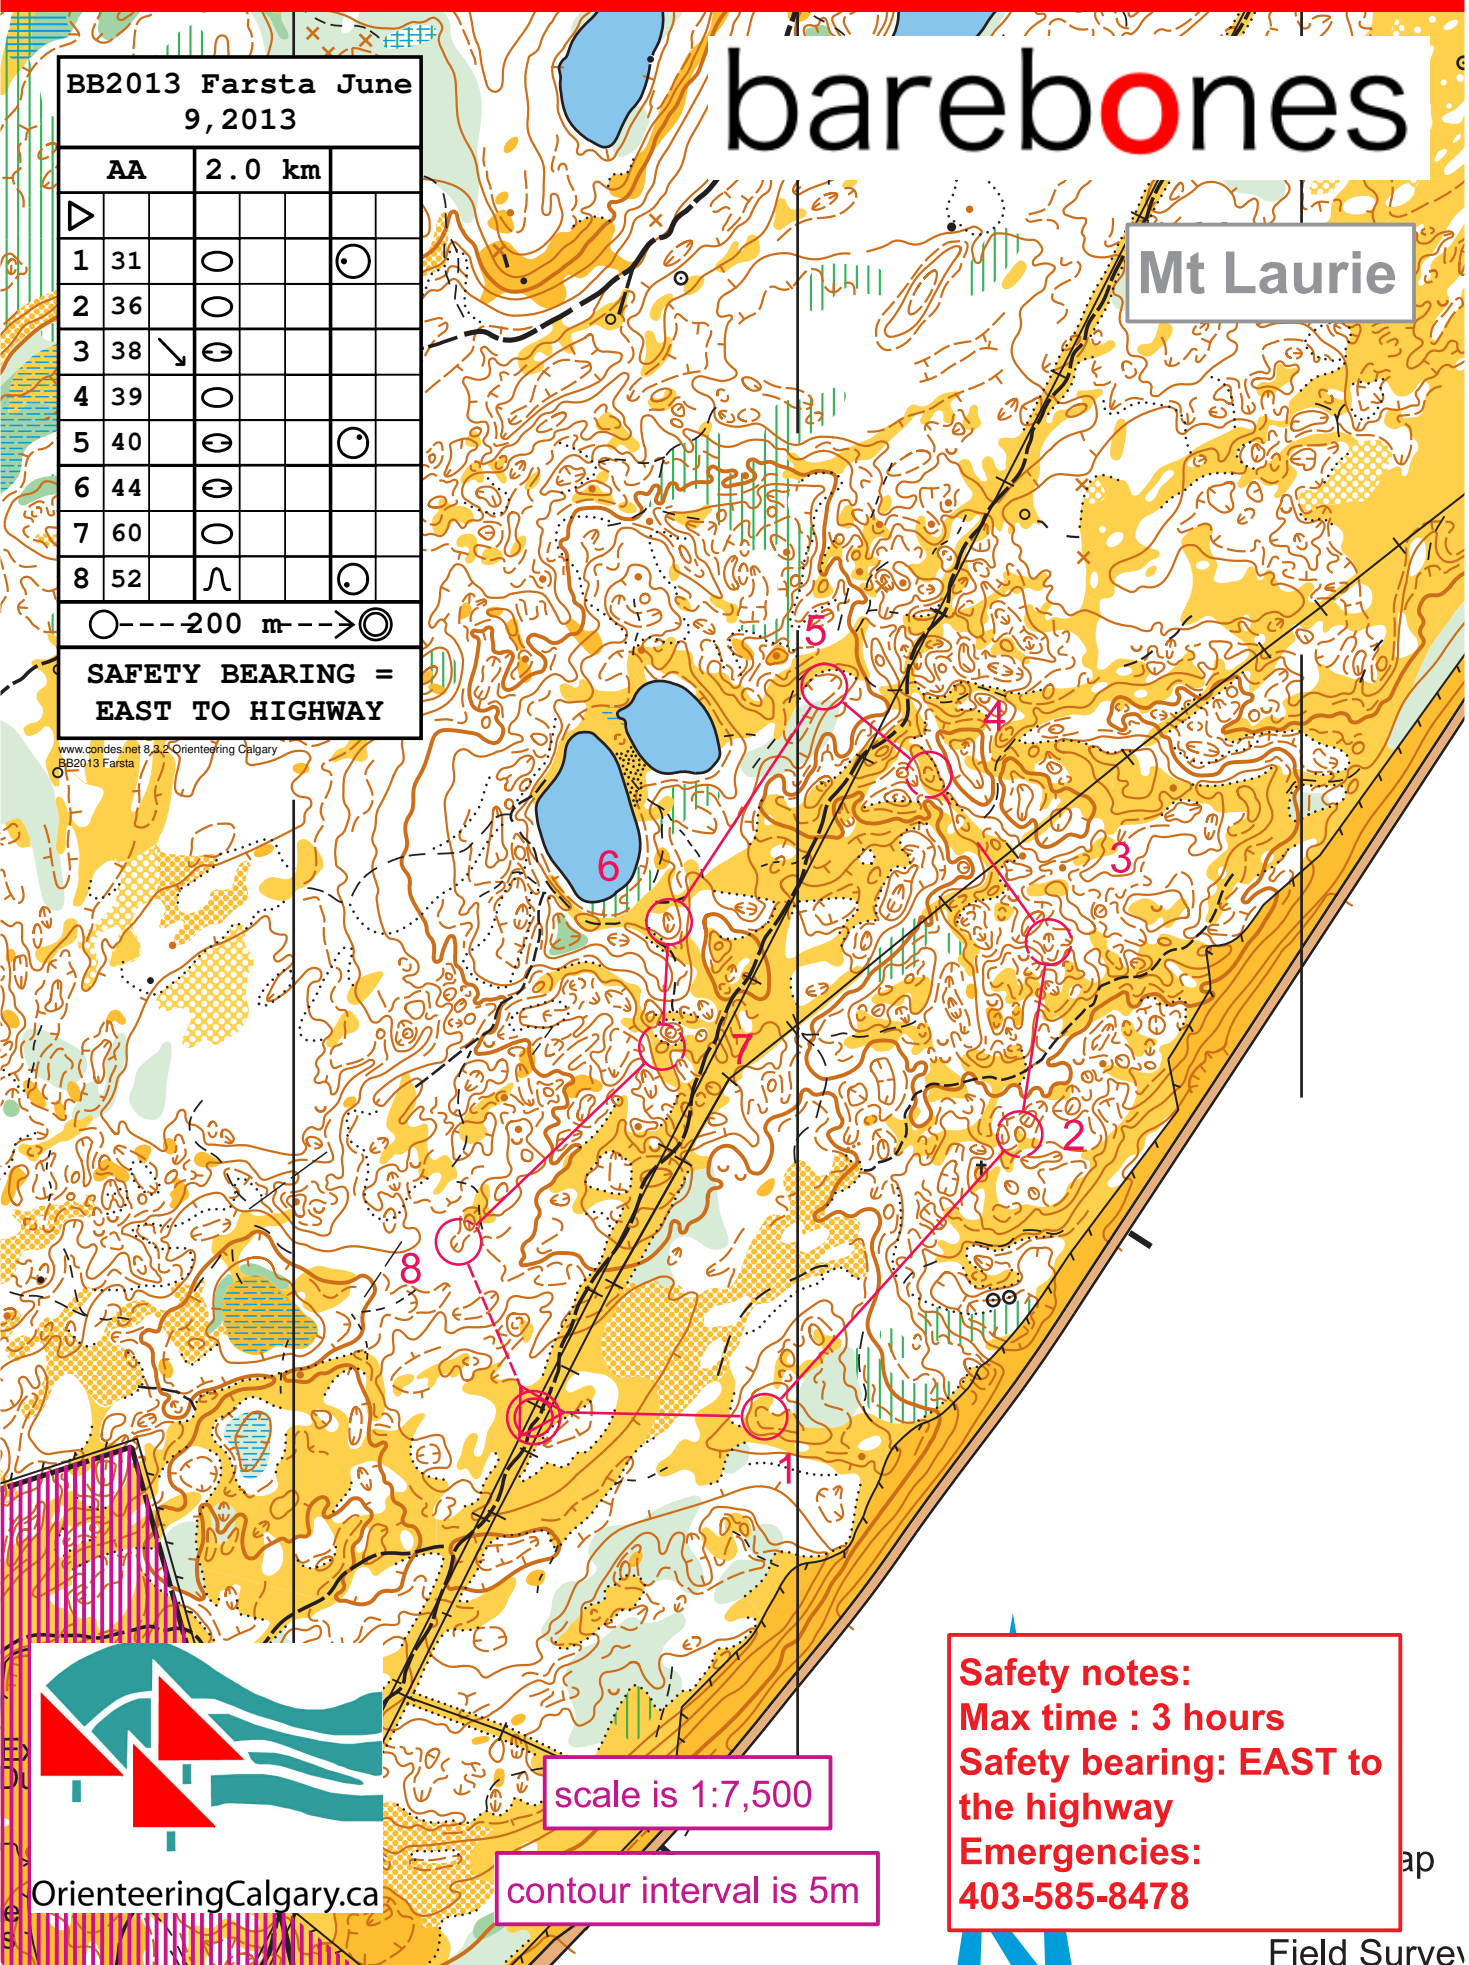 barebones
BB2013 Farsta June
9,2013
AA 2.0 km
1 31
2 36
3 38
4 39
5 40
6 44
7 60
8 52
200 m
SAFETY BEARING =
EAST TO HIGHWAY
www.condes.net 8.3.2 Orienteering Calgary
BB2013 Farsta
Mt Laurie
5
4
6
3
7
2
8
1
OrienteeringCalgary.ca
scale is 1:7,500
contour interval is 5m
Safety notes:
Max time : 3 hours
Safety bearing: EAST to
the highway
Emergencies:
403-585-8478
ap
Field Survey